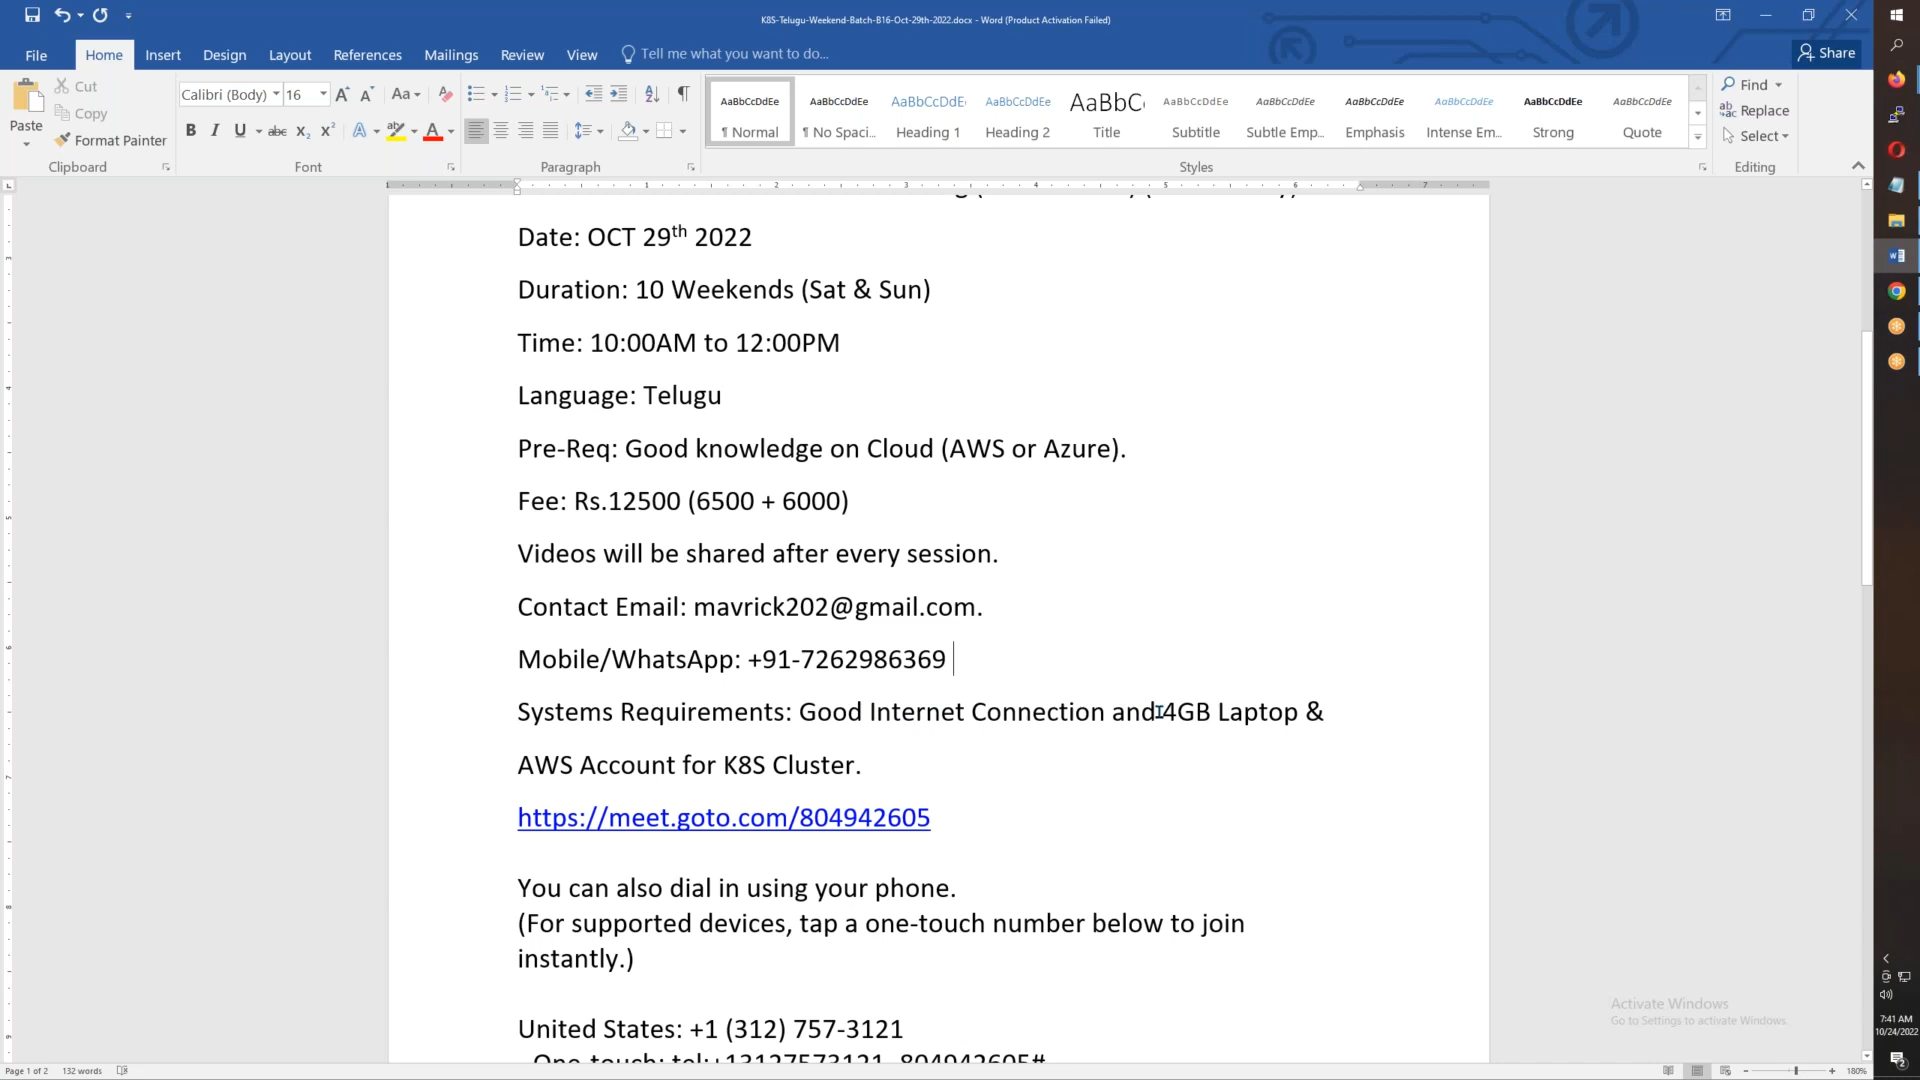 K8S-Telugu-Weekend-Batch-B16-Oct-29th-2022.docx - Word (Product Activation Failed)
File Home Insert Design Layout References Mailings Review View Tell me what you want to do... Share
Paste
Cut
Copy
Format Painter
Clipboard
Calibri (Body) 16
Font
Paragraph
AaBbCcDdEe AaBbCcDdEe AaBbCcDdE AaBbCcDdEe AaBbC AaBbCcDdEe AaBbCcDdEe AaBbCcDdEe AaBbCcDdEe AaBbCcDdEe AaBbCcDdEe
¶ Normal ¶ No Spaci... Heading 1 Heading 2 Title Subtitle Subtle Emp... Emphasis Intense Em... Strong Quote
Styles
Find
Replace
Select
Editing
Date: OCT 29th 2022
Duration: 10 Weekends (Sat & Sun)
Time: 10:00AM to 12:00PM
Language: Telugu
Pre-Req: Good knowledge on Cloud (AWS or Azure).
Fee: Rs.12500 (6500 + 6000)
Videos will be shared after every session.
Contact Email: mavrick202@gmail.com.
Mobile/WhatsApp: +91-7262986369
Systems Requirements: Good Internet Connection and 4GB Laptop &
AWS Account for K8S Cluster.
https://meet.goto.com/804942605
You can also dial in using your phone.
(For supported devices, tap a one-touch number below to join
instantly.)
United States: +1 (312) 757-3121
- One-touch: tel:+13127573121,,804942605#
Activate Windows
Go to Settings to activate Windows.
Page 1 of 2 132 words
180%
7:41 AM
10/24/2022